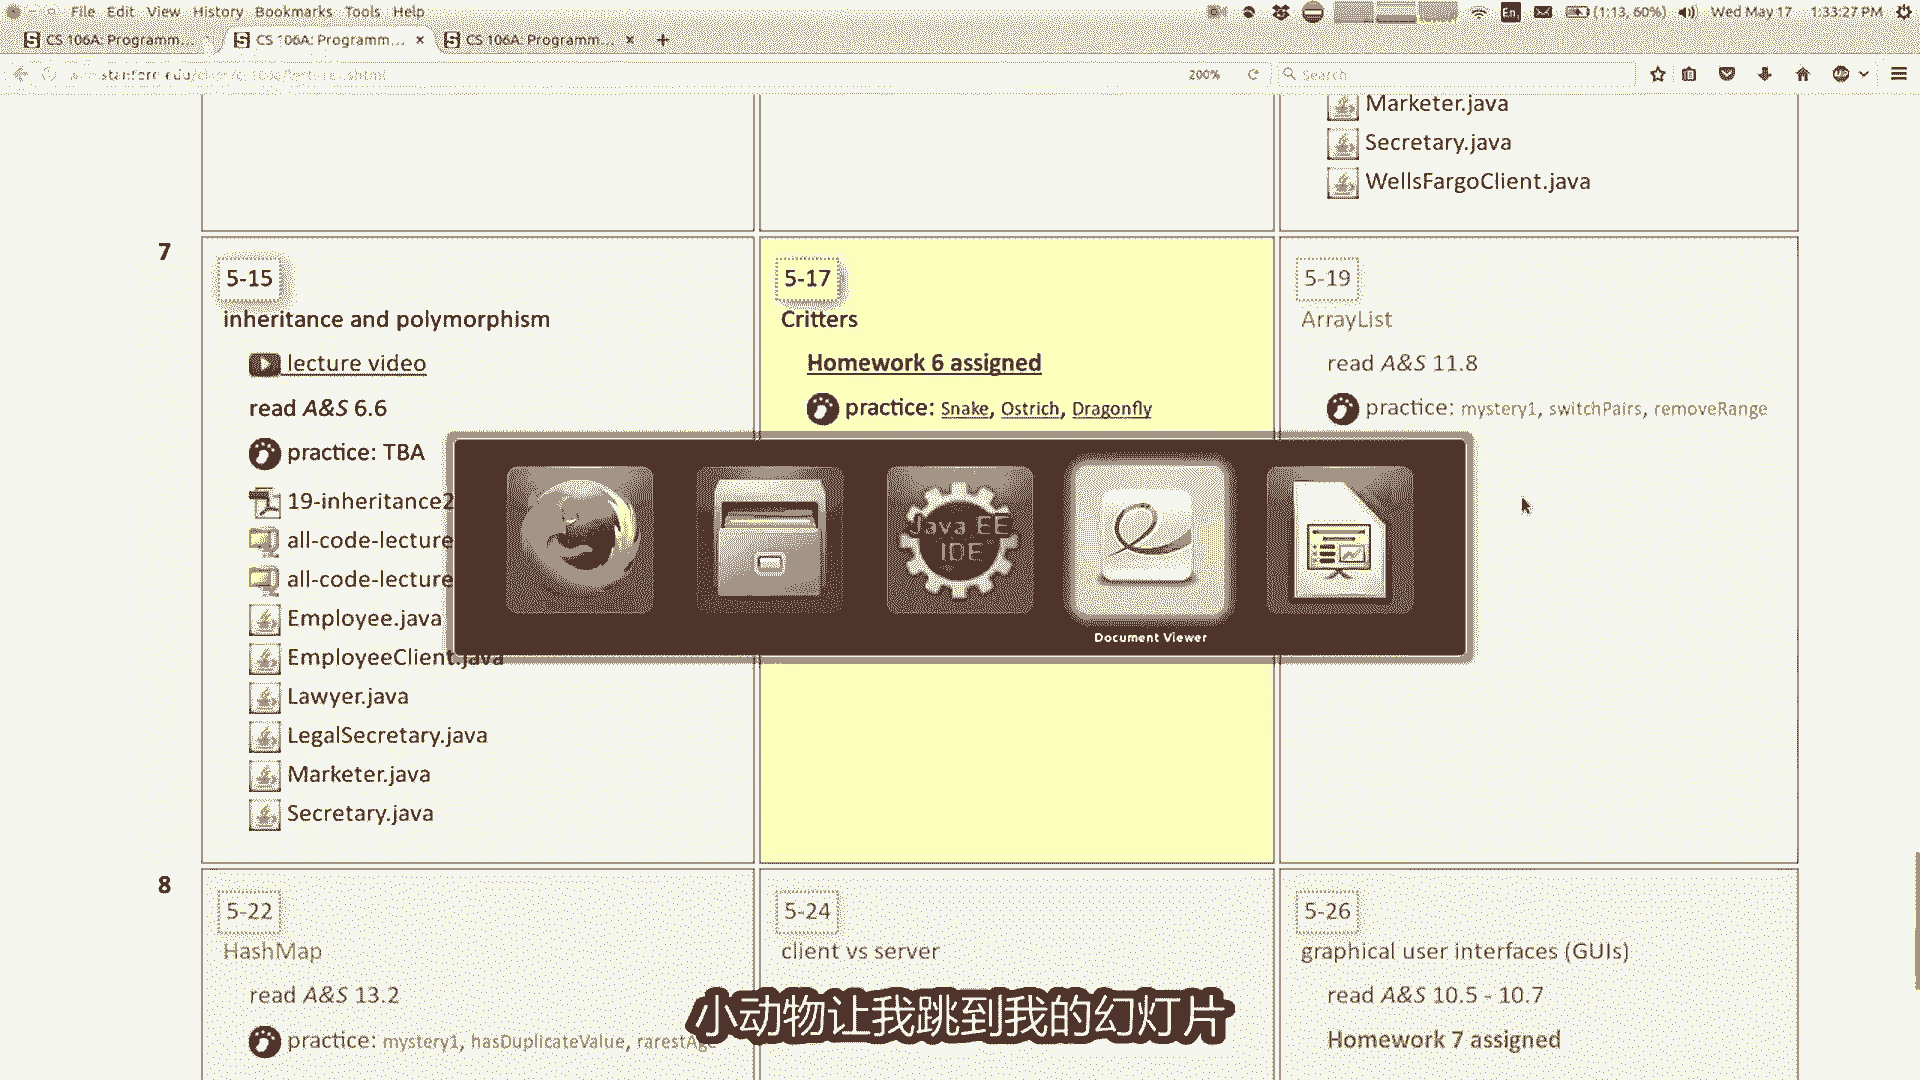 File Edit View History Bookmarks Tools Help
En
(1:13, 60%)
Wed May 17 1:33:27 PM
CS 106A: Programm...
CS 106A: Programm...
CS 106A: Programm...
stanford.edu/
200%
Search
Marketer.java
Secretary.java
WellsFargoClient.java
7
5-15
inheritance and polymorphism
lecture video
read A&S 6.6
practice: TBA
19-inheritance2
all-code-lecture
all-code-lecture
Employee.java
EmployeeClient.java
Lawyer.java
LegalSecretary.java
Marketer.java
Secretary.java
5-17
Critters
Homework 6 assigned
practice: Snake, Ostrich, Dragonfly
5-19
ArrayList
read A&S 11.8
practice: mystery1, switchPairs, removeRange
Java EE
IDE
Document Viewer
8
5-22
HashMap
read A&S 13.2
practice: mystery1, hasDuplicateValue, rarestAge
5-24
client vs server
5-26
graphical user interfaces (GUIs)
read A&S 10.5 - 10.7
Homework 7 assigned
小动物让我跳到我的幻灯片